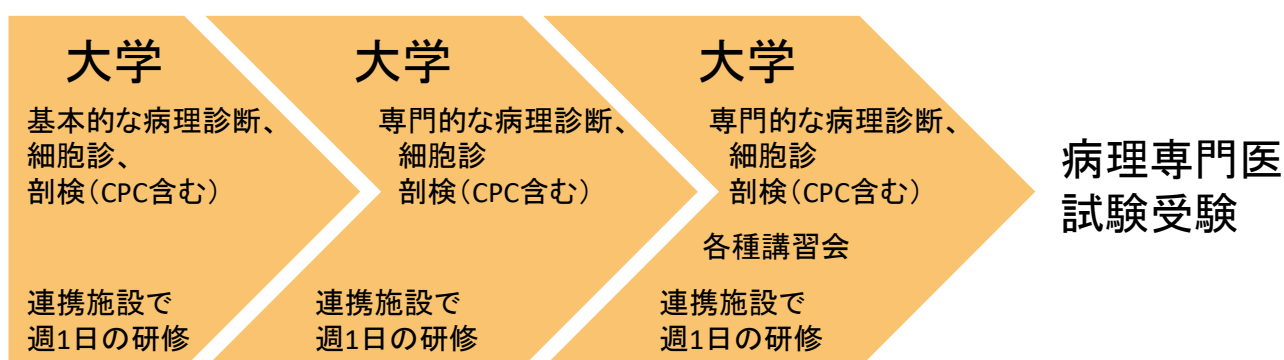 大学
基本的な病理診断、
細胞診、
剖検（CPC含む）
連携施設で
週1日の研修
大学
専門的な病理診断、
細胞診
剖検（CPC含む）
連携施設で
週1日の研修
大学
専門的な病理診断、
細胞診
剖検（CPC含む）
各種講習会
連携施設で
週1日の研修
病理専門医
試験受験